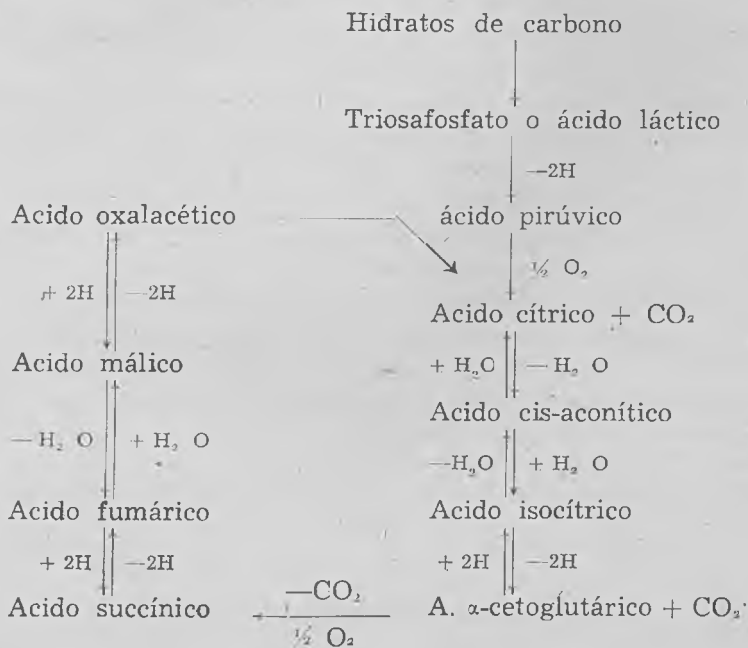 Hidratos de carbono
Triosafosfato o ácido láctico
—2H
Acido oxalacético ácido pirúvico
½ O₂
+ 2H —2H
Acido cítrico + CO₂
Acido málico + H₂O — H₂ O
Acido cis-aconítico
— H₂ O + H₂ O —H₂O + H₂ O
Acido fumárico Acido isocítrico
+ 2H —2H + 2H —2H
—CO₂
Acido succínico A. α-cetoglutárico + CO₂
½ O₂